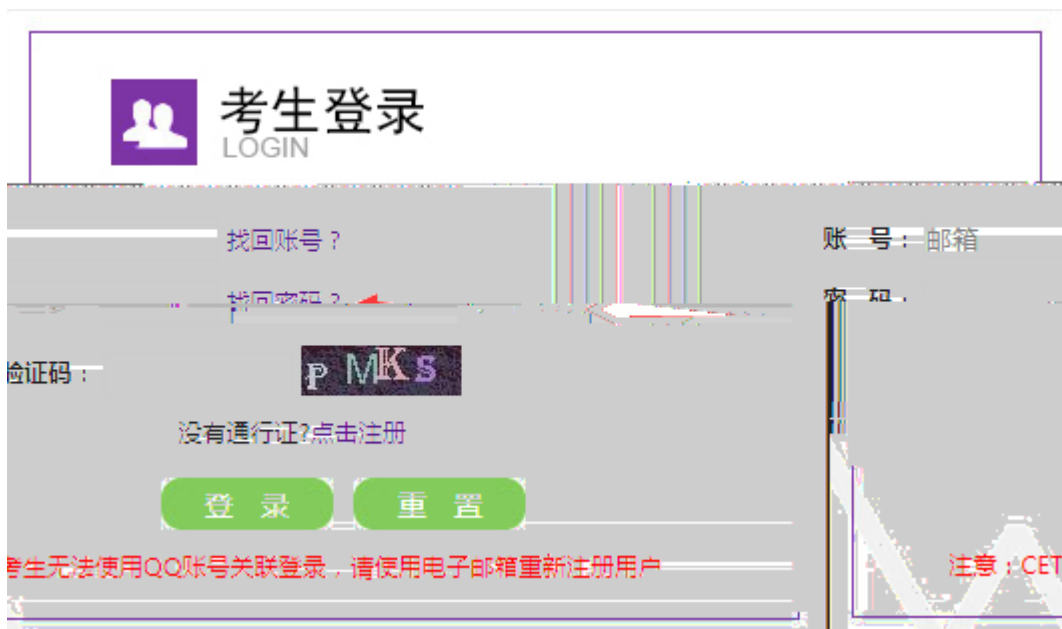 考生登录
LOGIN
找回账号？
账 号： 邮箱
找回密码？
密 码：
验证码：
PMKS
没有通行证?点击注册
登 录
重 置
考生无法使用QQ账号关联登录，请使用电子邮箱重新注册用户
注意：CET